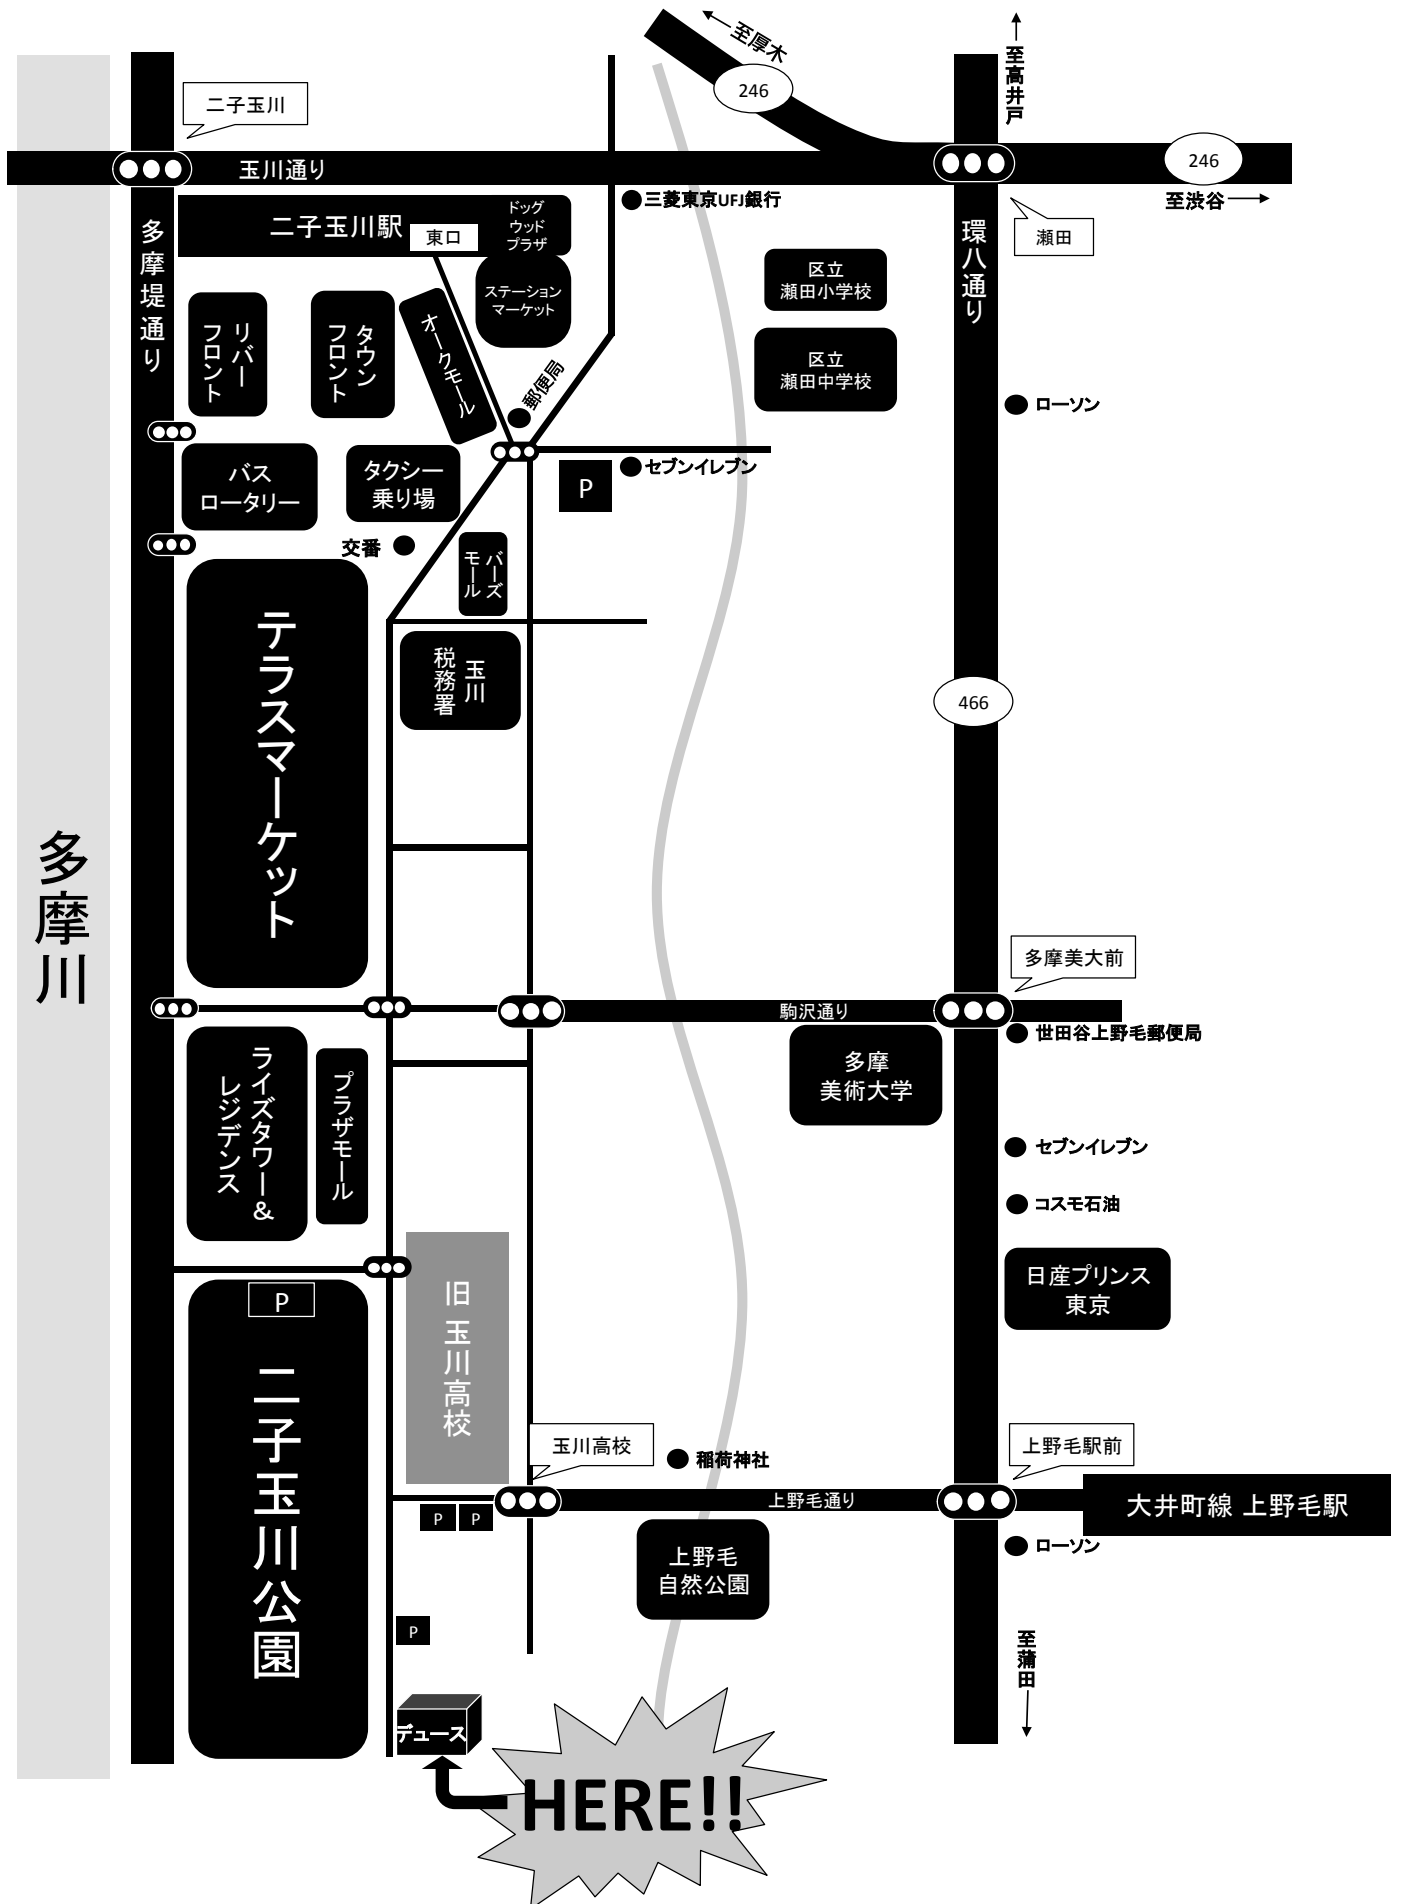 至厚木
246
至高井戸
二子玉川
玉川通り
246
至渋谷
三菱東京UFJ銀行
二子玉川駅
東口
ドッグ
ウッド
プラザ
瀬田
多摩堤通り
環八通り
ステーション
マーケット
区立
瀬田小学校
リバー
フロント
タウン
フロント
オークモール
郵便局
区立
瀬田中学校
ローソン
バス
ロータリー
タクシー
乗り場
セブンイレブン
P
交番
バーズ
モール
テラスマーケット
玉川
税務署
466
多摩川
多摩美大前
駒沢通り
世田谷上野毛郵便局
多摩
美術大学
ライズタワー&
レジデンス
プラザモール
セブンイレブン
コスモ石油
日産プリンス
東京
P
旧玉川高校
二子玉川公園
玉川高校
稲荷神社
上野毛駅前
上野毛通り
大井町線 上野毛駅
P
P
ローソン
上野毛
自然公園
P
至蒲田
デュース
HERE!!